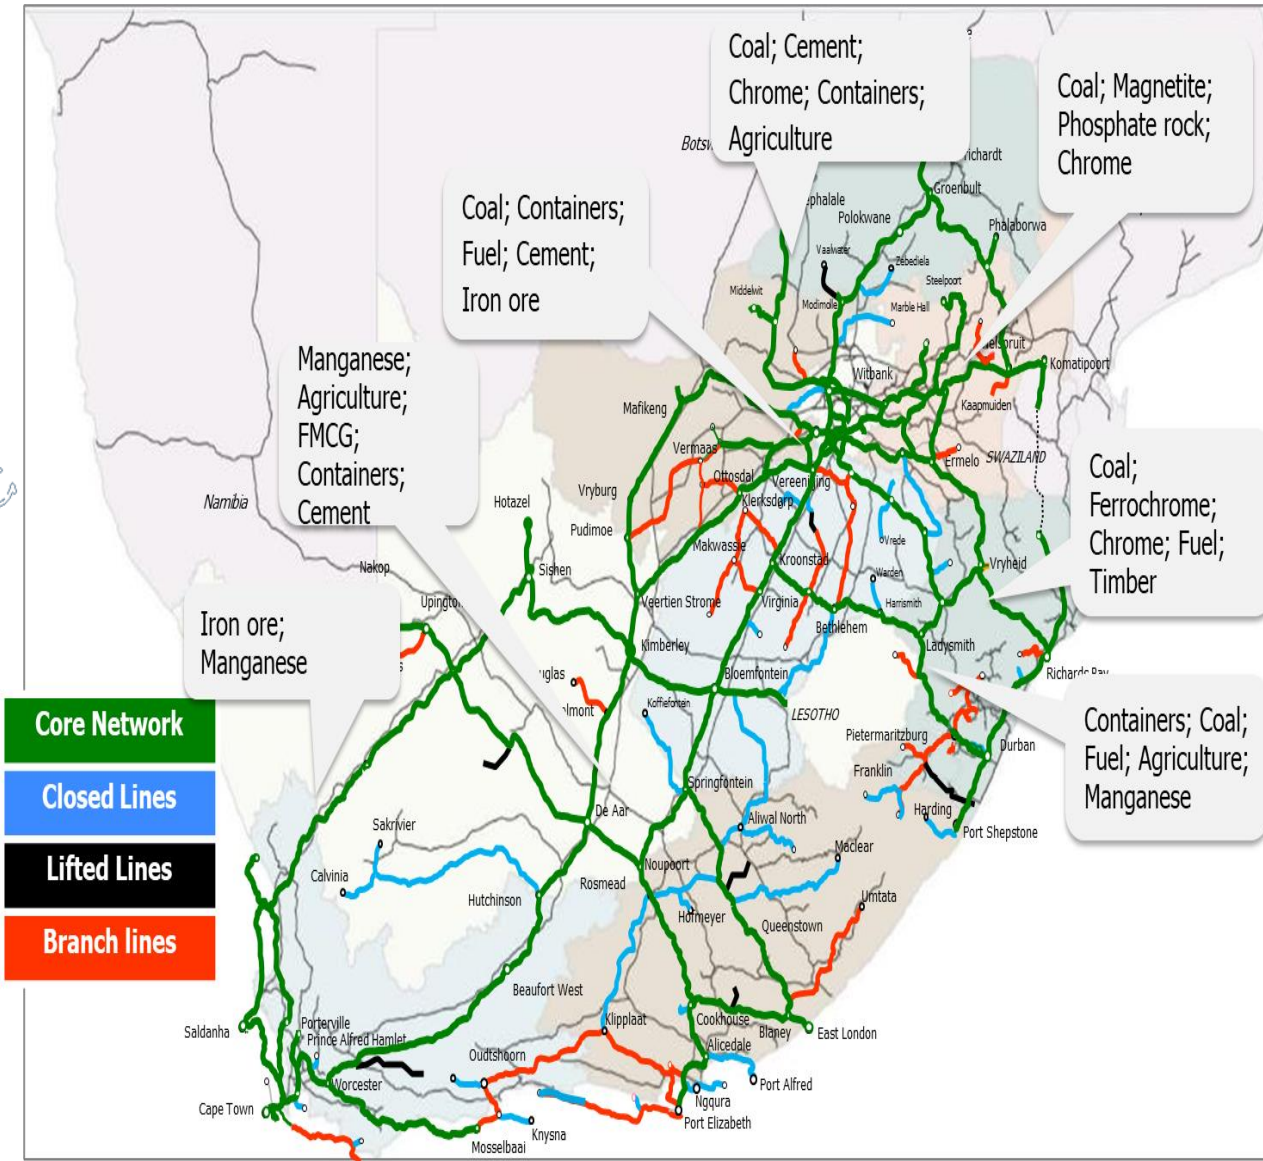 Coal; Cement;
Chrome; Containers;
Agriculture
Coal; Magnetite;
Phosphate rock;
Chrome
Coal; Containers;
Fuel; Cement;
Iron ore
Manganese;
Agriculture;
FMCG;
Containers;
Cement
Coal;
Ferrochrome;
Chrome; Fuel;
Timber
Iron ore;
Manganese
Containers; Coal;
Fuel; Agriculture;
Manganese
Core Network
Closed Lines
Lifted Lines
Branch lines
Groenbult
Polokwane
Phalaborwa
Vaalwater
Zebediela
Steelpoort
Middelwit
Modimolle
Marble Hall
Komatipoort
Witbank
Kaapmuiden
Mafikeng
Vermaas
Ermelo
SWAZILAND
Ottosdal
Vereeniging
Vryburg
Klerksdorp
Hotazel
Pudimoe
Makwassie
Vrede
Kroonstad
Vryheid
Namibia
Nakop
Sishen
Warden
Upington
Veertien Strome
Virginia
Harrismith
Bethlehem
Kimberley
Ladysmith
Bloemfontein
Richards Bay
Koffiefontein
LESOTHO
Pietermaritzburg
Durban
Franklin
Springfontein
Harding
Port Shepstone
De Aar
Aliwal North
Sakrivier
Maclear
Calvinia
Noupoort
Rosmead
Umtata
Hutchinson
Hofmeyer
Queenstown
Beaufort West
Saldanha
Porterville
Klipplaat
Cookhouse
Blaney
East London
Prince Alfred Hamlet
Oudtshoorn
Alicedale
Worcester
Port Alfred
Ngqura
Cape Town
Port Elizabeth
Knysna
Mosselbaai